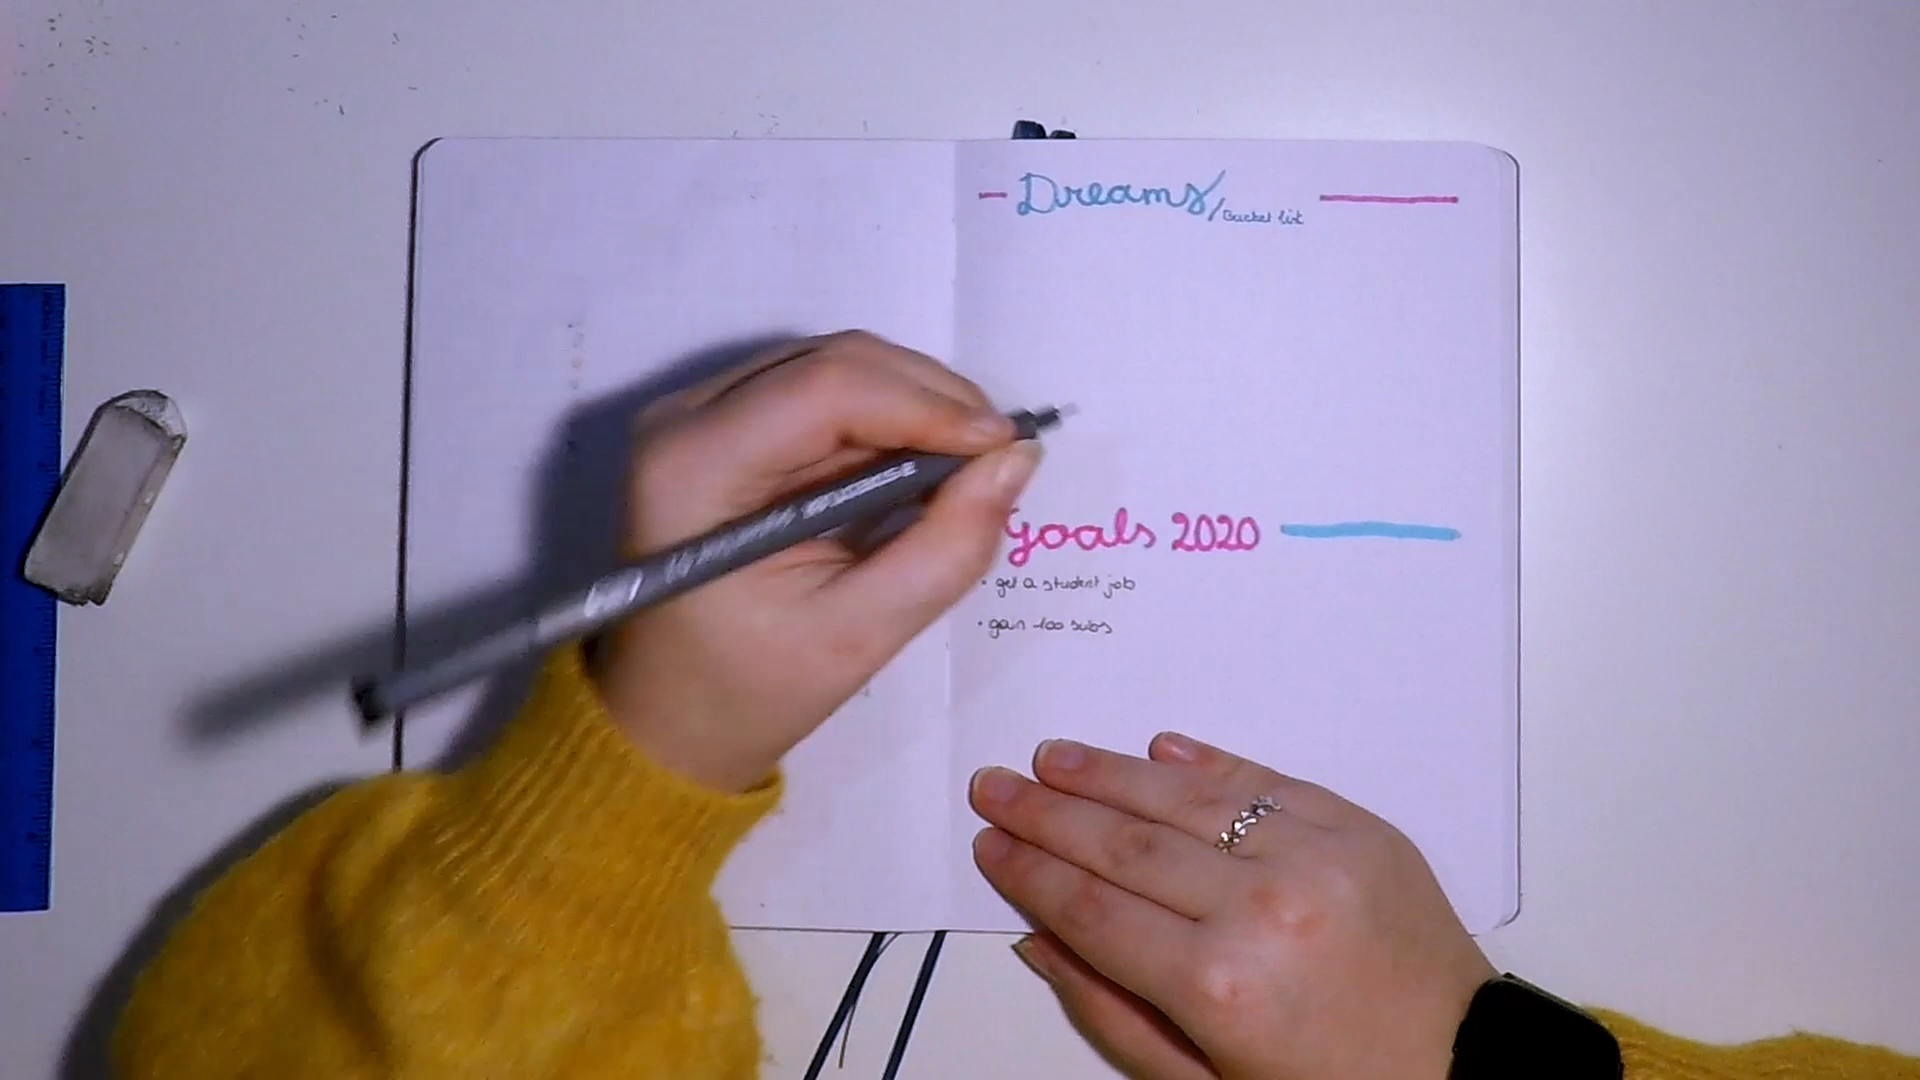 Dreams/Bucket list
Goals 2020
• get a student job
• gain 100 subs